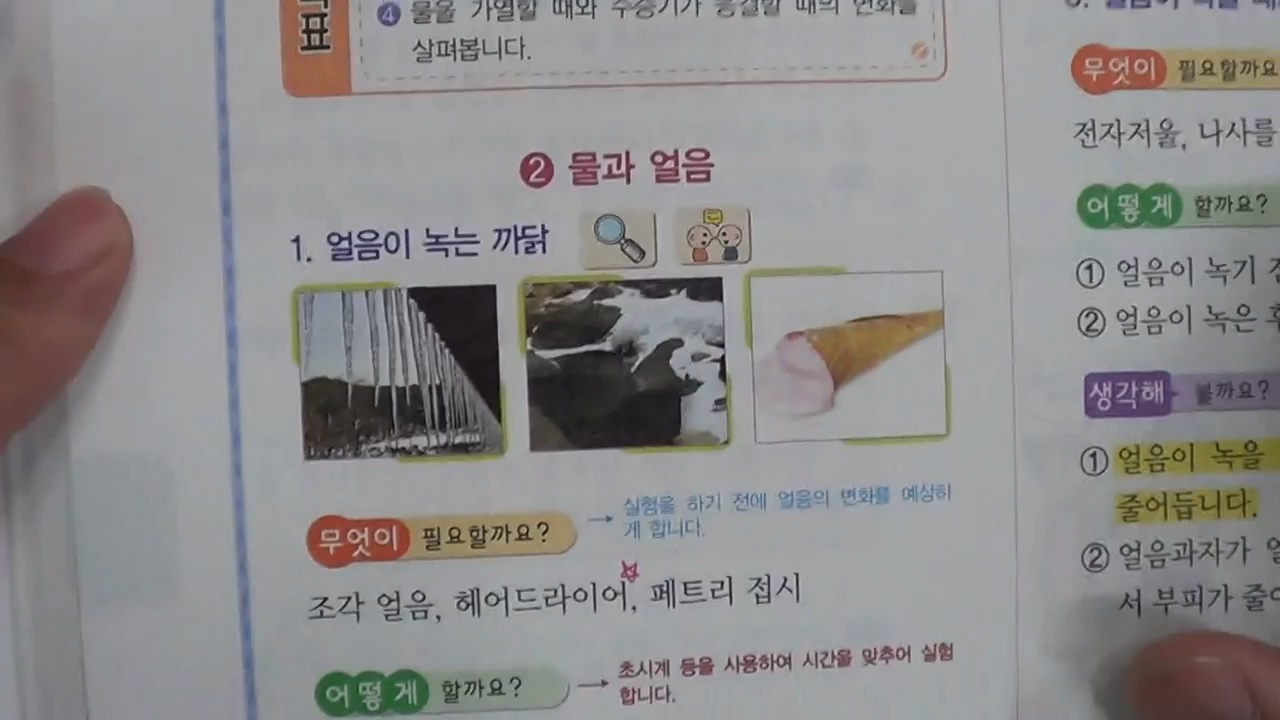 표
④ 물을 가열할 때와 수증기가 응결할 때의 변화를
살펴봅니다.
② 물과 얼음
1. 얼음이 녹는 까닭
무엇이 필요할까요?
→ 실험을 하기 전에 얼음의 변화를 예상하
게 합니다.
조각 얼음, 헤어드라이어, 페트리 접시
어떻게 할까요?
→ 초시계 등을 사용하여 시간을 맞추어 실험
합니다.
무엇이 필요할까요
전자저울, 나사를
어떻게 할까요?
① 얼음이 녹기
② 얼음이 녹은
생각해 볼까요?
① 얼음이 녹을
줄어듭니다.
② 얼음과자가
서 부피가